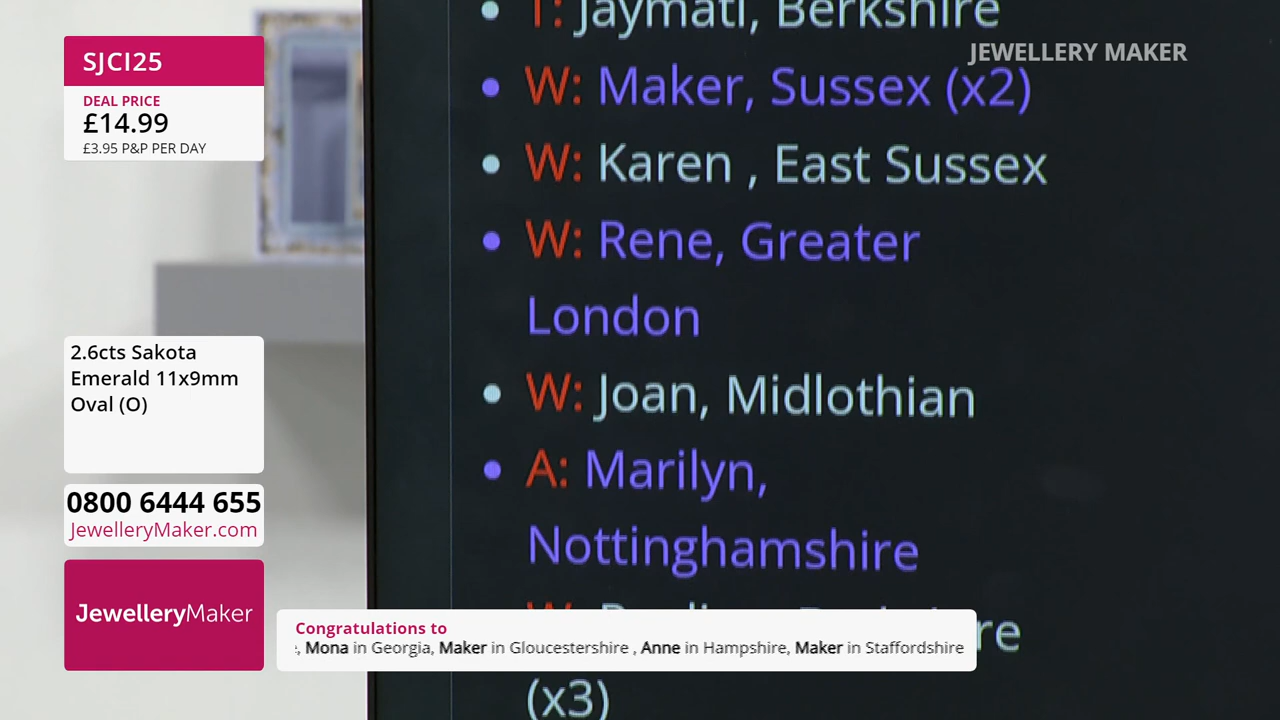 SJCI25
DEAL PRICE
£14.99
£3.95 P&P PER DAY
2.6cts Sakota
Emerald 11x9mm
Oval (O)
0800 6444 655
JewelleryMaker.com
JewelleryMaker
JEWELLERY MAKER
T: Jaymati, Berkshire
W: Maker, Sussex (x2)
W: Karen , East Sussex
W: Rene, Greater
London
W: Joan, Midlothian
A: Marilyn,
Nottinghamshire
W:
(x3)
Congratulations to
, Mona in Georgia, Maker in Gloucestershire , Anne in Hampshire, Maker in Staffordshire